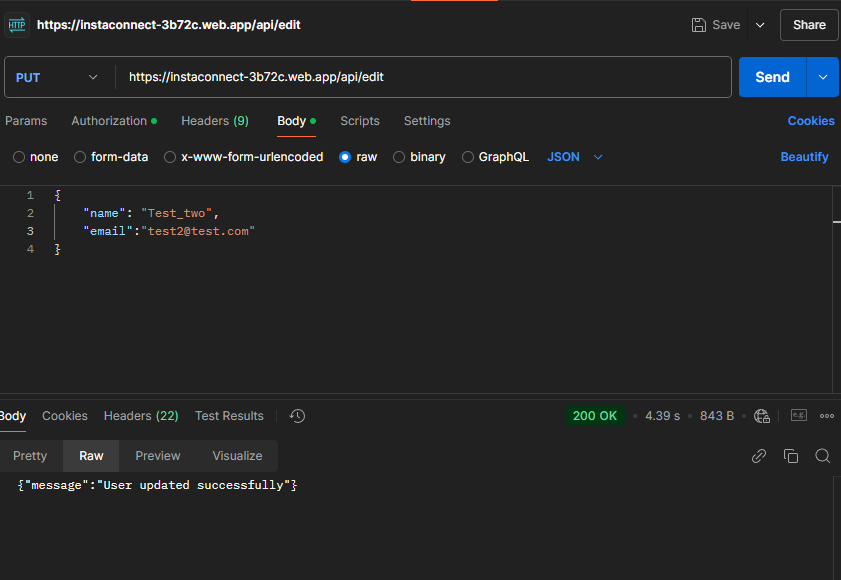 HTTP https://instaconnect-3b72c.web.app/api/edit Save Share
PUT https://instaconnect-3b72c.web.app/api/edit Send
Params Authorization Headers (9) Body Scripts Settings Cookies
none form-data x-www-form-urlencoded raw binary GraphQL JSON Beautify
1 {
2 "name": "Test_two",
3 "email":"test2@test.com"
4 }
Body Cookies Headers (22) Test Results 200 OK 4.39 s 843 B e.g.
Pretty Raw Preview Visualize
{"message":"User updated successfully"}